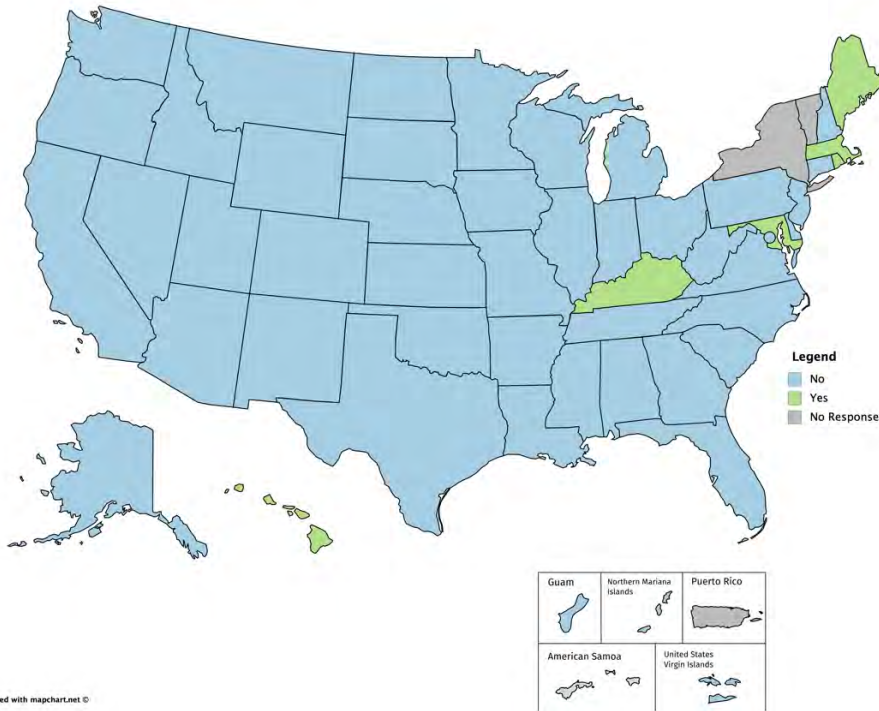 Legend
No
Yes
No Response
Guam
Northern Mariana
Islands
Puerto Rico
American Samoa
United States
Virgin Islands
ed with mapchart.net ©